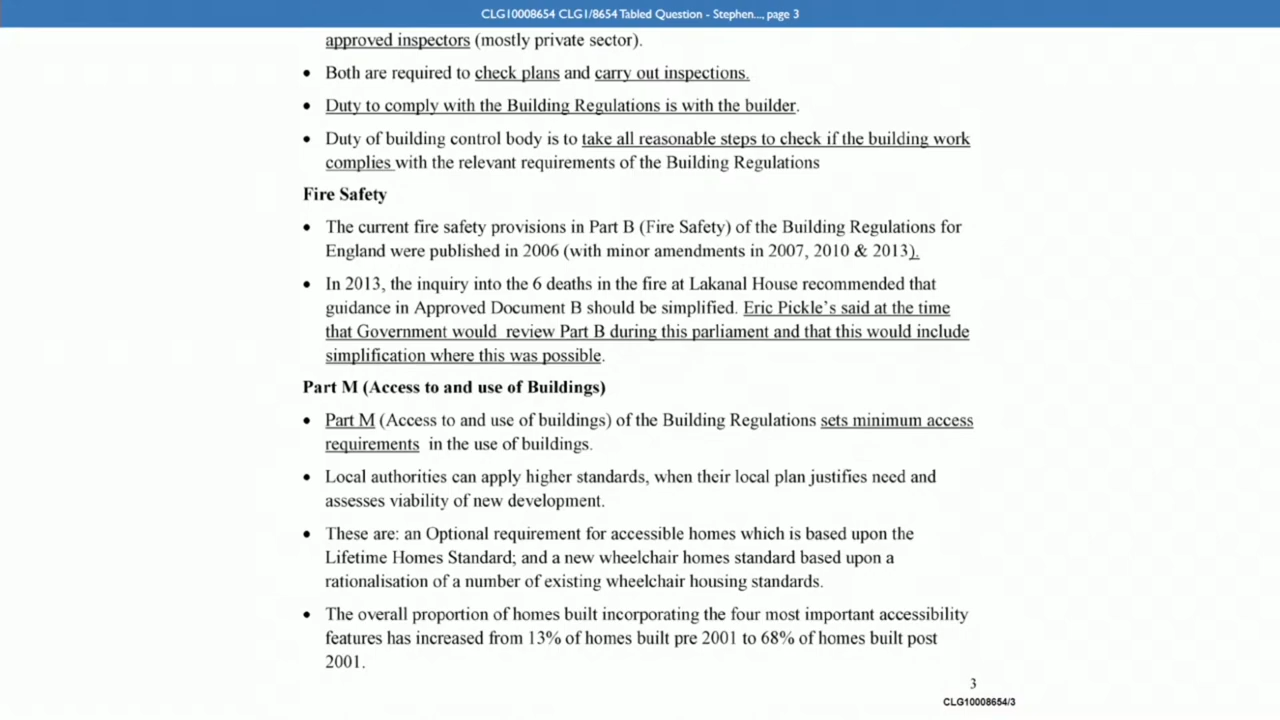 CLG10008654 CLG1/8654 Tabled Question - Stephen..., page 3
approved inspectors (mostly private sector).
• Both are required to check plans and carry out inspections.
• Duty to comply with the Building Regulations is with the builder.
• Duty of building control body is to take all reasonable steps to check if the building work
complies with the relevant requirements of the Building Regulations
Fire Safety
• The current fire safety provisions in Part B (Fire Safety) of the Building Regulations for
England were published in 2006 (with minor amendments in 2007, 2010 & 2013).
• In 2013, the inquiry into the 6 deaths in the fire at Lakanal House recommended that
guidance in Approved Document B should be simplified. Eric Pickle's said at the time
that Government would review Part B during this parliament and that this would include
simplification where this was possible.
Part M (Access to and use of Buildings)
• Part M (Access to and use of buildings) of the Building Regulations sets minimum access
requirements in the use of buildings.
• Local authorities can apply higher standards, when their local plan justifies need and
assesses viability of new development.
• These are: an Optional requirement for accessible homes which is based upon the
Lifetime Homes Standard; and a new wheelchair homes standard based upon a
rationalisation of a number of existing wheelchair housing standards.
• The overall proportion of homes built incorporating the four most important accessibility
features has increased from 13% of homes built pre 2001 to 68% of homes built post
2001.
3
CLG10008654/3